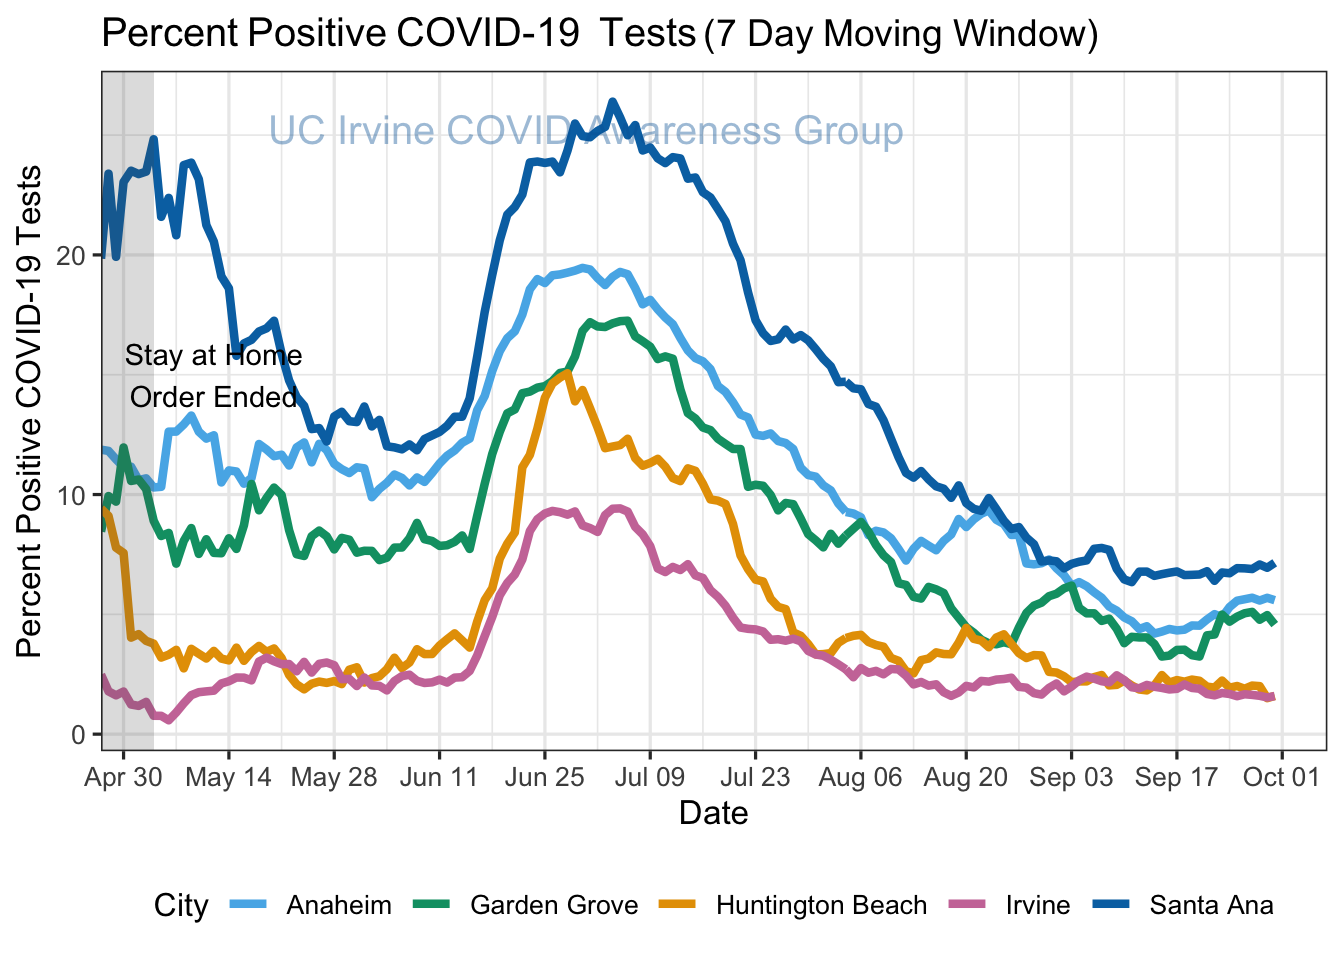 Percent Positive COVID-19 Tests (7 Day Moving Window)
UC Irvine COVID Awareness Group
Percent Positive COVID-19 Tests
20
10
0
Stay at Home
Order Ended
Apr 30 May 14 May 28 Jun 11 Jun 25 Jul 09 Jul 23 Aug 06 Aug 20 Sep 03 Sep 17 Oct 01
Date
City Anaheim Garden Grove Huntington Beach Irvine Santa Ana